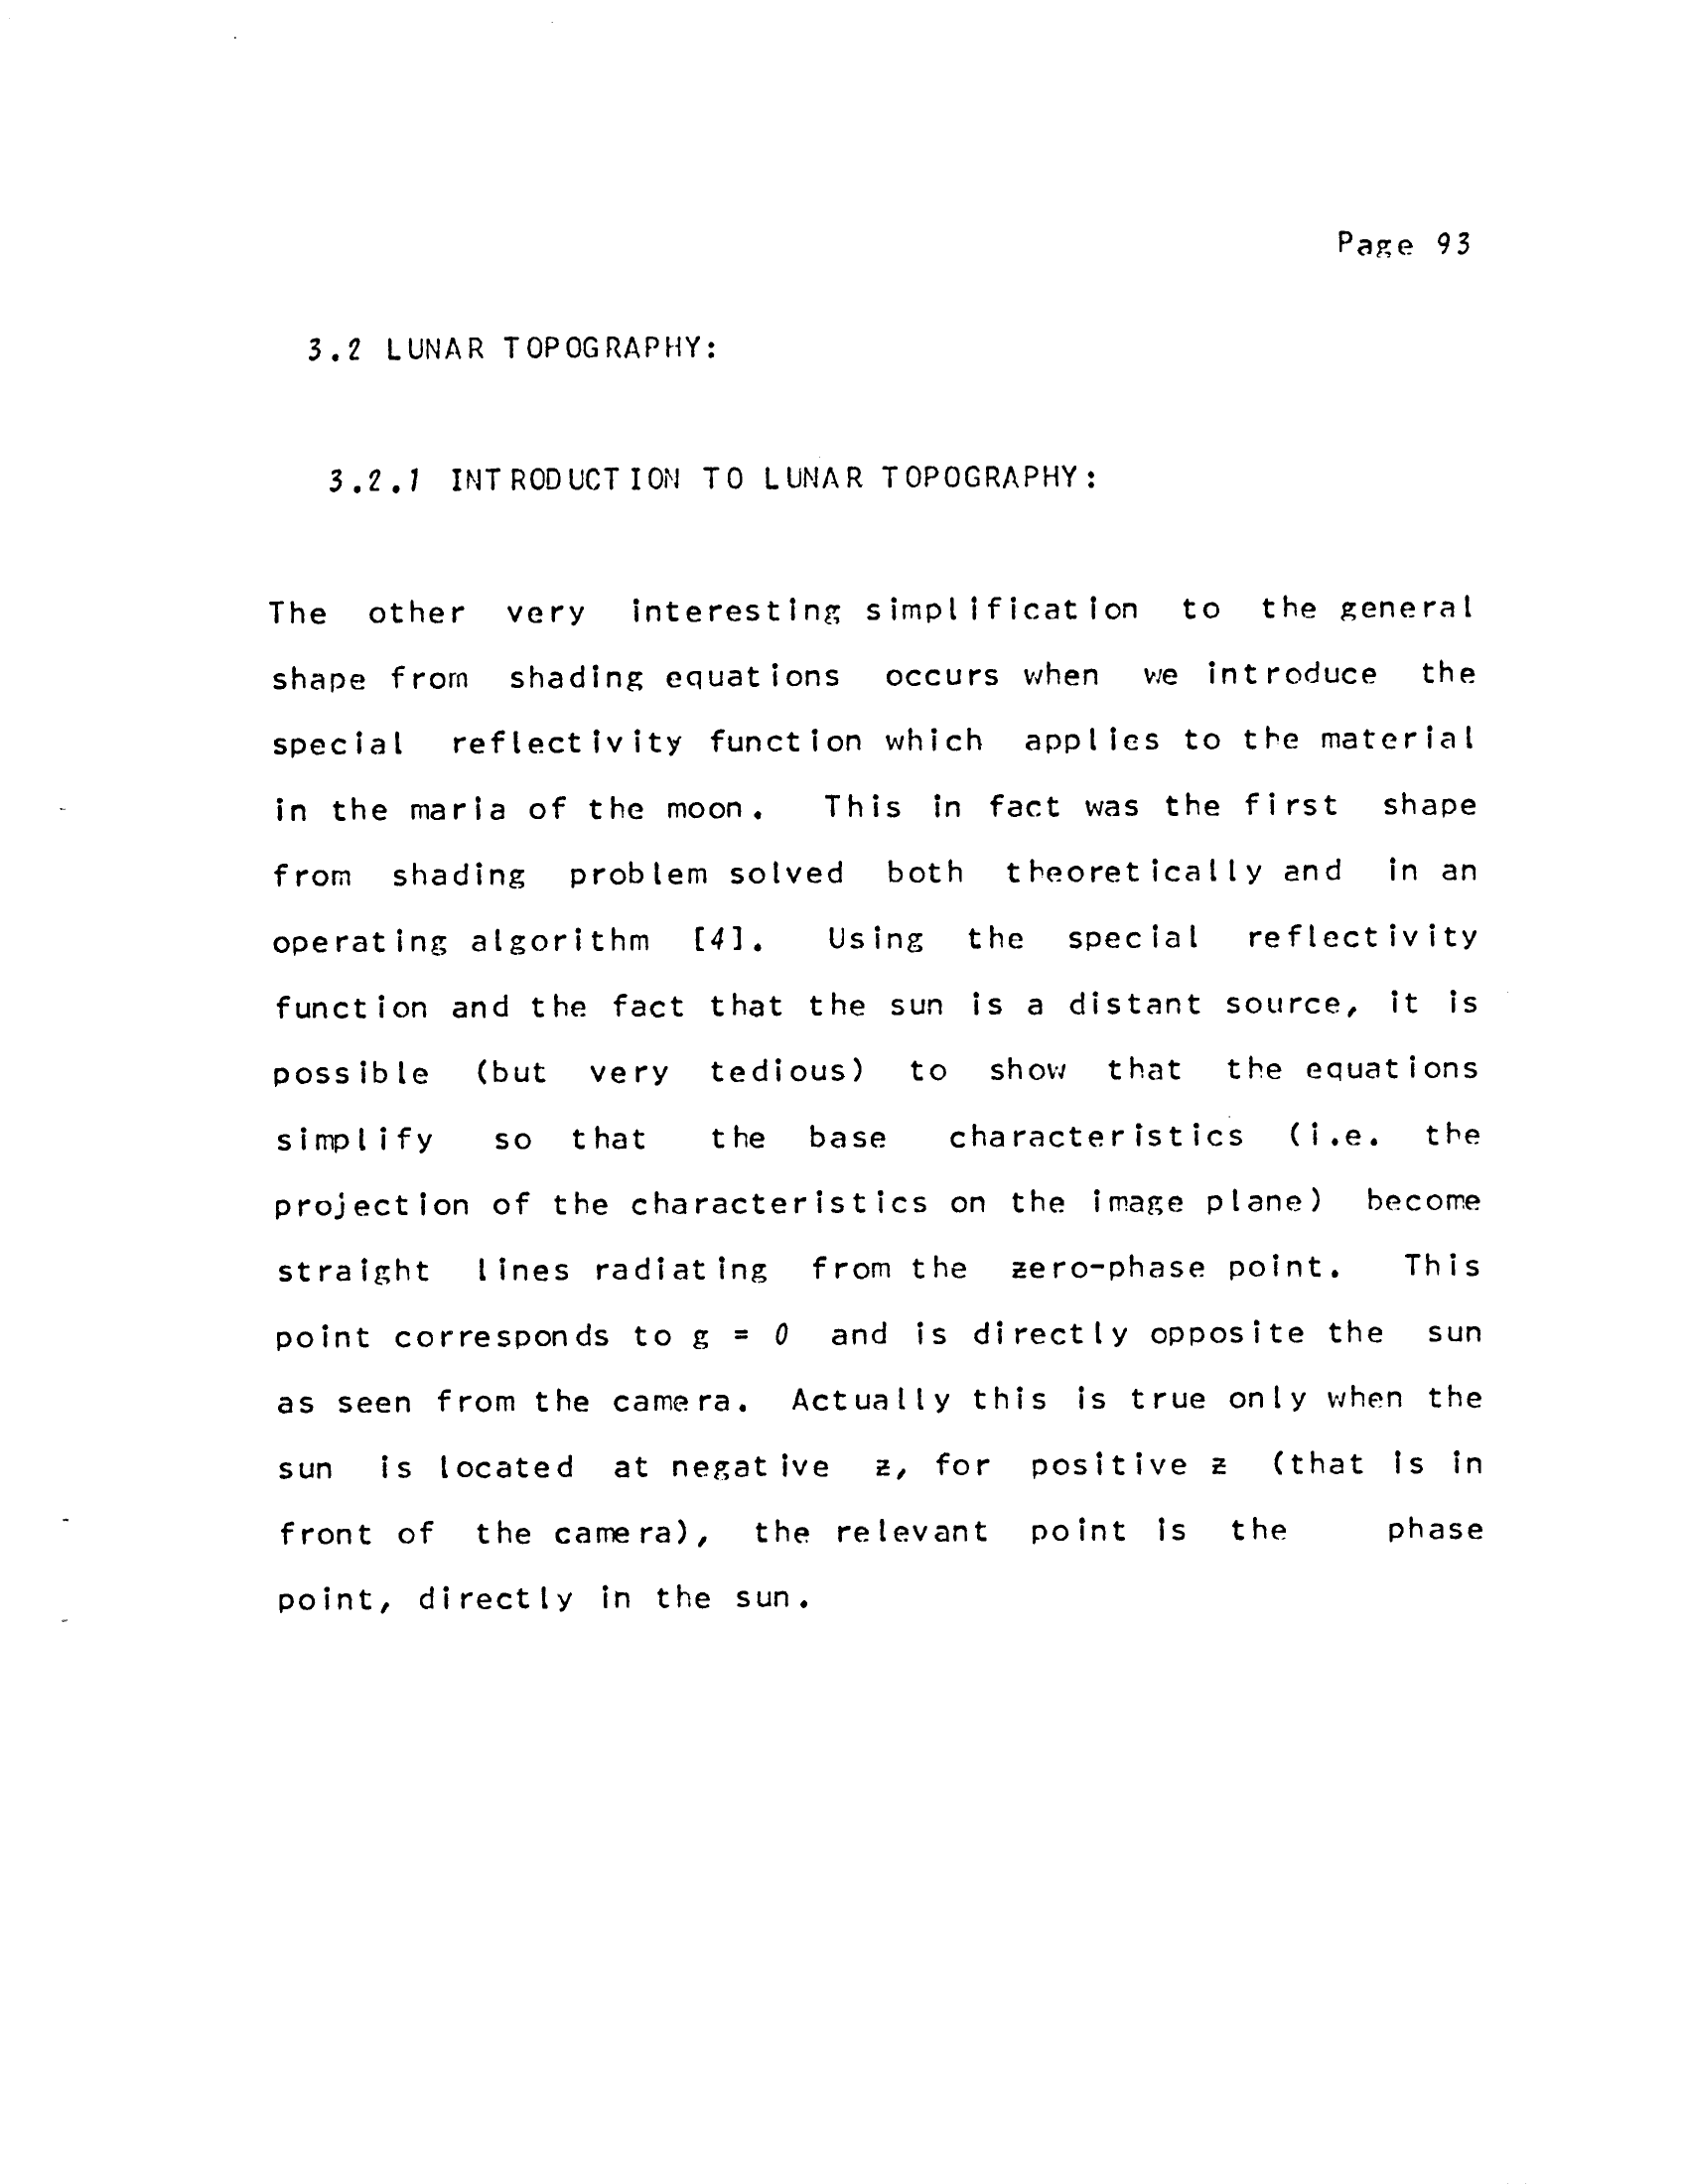 Page 93
3.2 LUNAR TOPOGRAPHY:
3.2.1 INTRODUCTION TO LUNAR TOPOGRAPHY:
The other very interesting simplification to the general
shape from shading equations occurs when we introduce the
special reflectivity function which applies to the material
in the maria of the moon. This in fact was the first shape
from shading problem solved both theoretically and in an
operating algorithm [4]. Using the special reflectivity
function and the fact that the sun is a distant source, it is
possible (but very tedious) to show that the equations
simplify so that the base characteristics (i.e. the
projection of the characteristics on the image plane) become
straight lines radiating from the zero-phase point. This
point corresponds to g = 0 and is directly opposite the sun
as seen from the camera. Actually this is true only when the
sun is located at negative z, for positive z (that is in
front of the camera), the relevant point is the phase
point, directly in the sun.